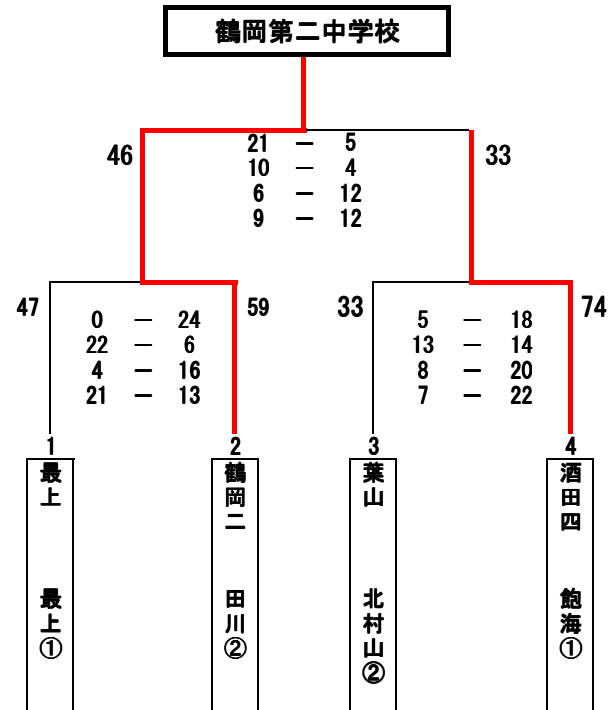 鶴岡第二中学校
46
33
21 － 5
10 － 4
6 － 12
9 － 12
47
59
33
74
0 － 24
22 － 6
4 － 16
21 － 13
5 － 18
13 － 14
8 － 20
7 － 22
1
2
3
4
最上 最上①
鶴岡二 田川②
葉山 北村山②
酒田四 飽海①